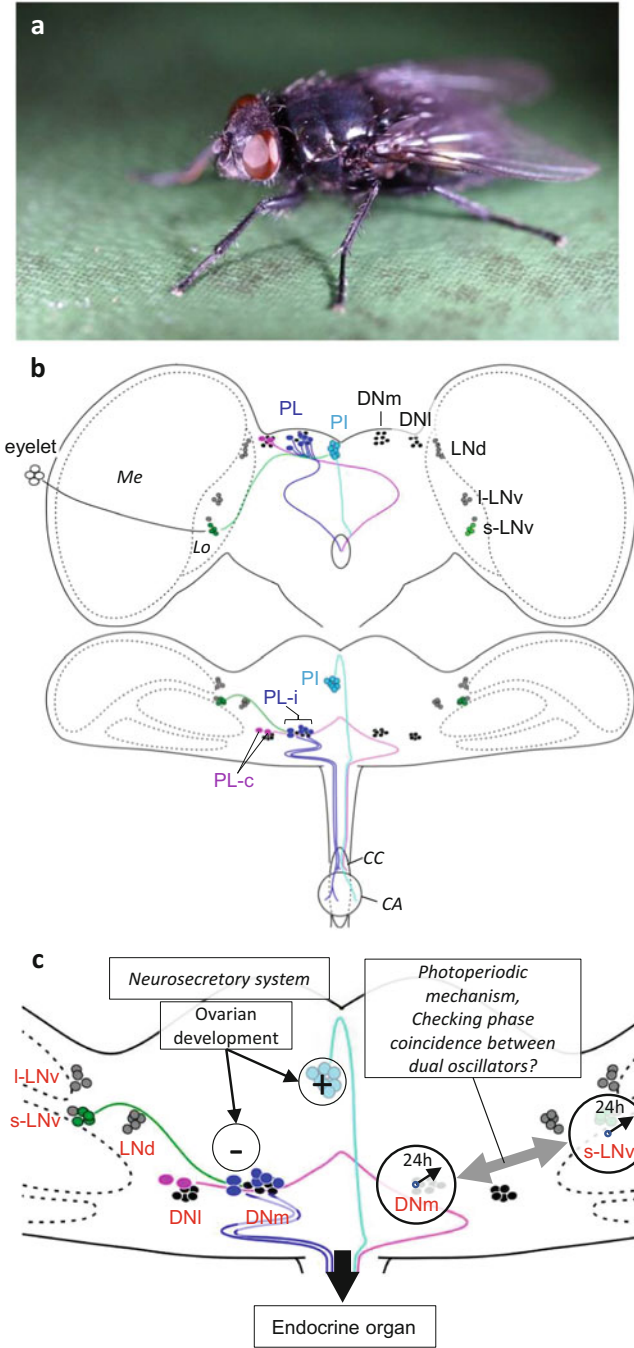 a
b
PL
PI
DNm
DNl
eyelet
Me
LNd
l-LNv
Lo
s-LNv
PI
PL-i
PL-c
CC
CA
c
Neurosecretory system
Photoperiodic
mechanism,
Checking phase
coincidence between
dual oscillators?
Ovarian
development
+
l-LNv
24h
s-LNv
LNd
s-LNv
-
24h
DNl
DNm
DNm
Endocrine organ